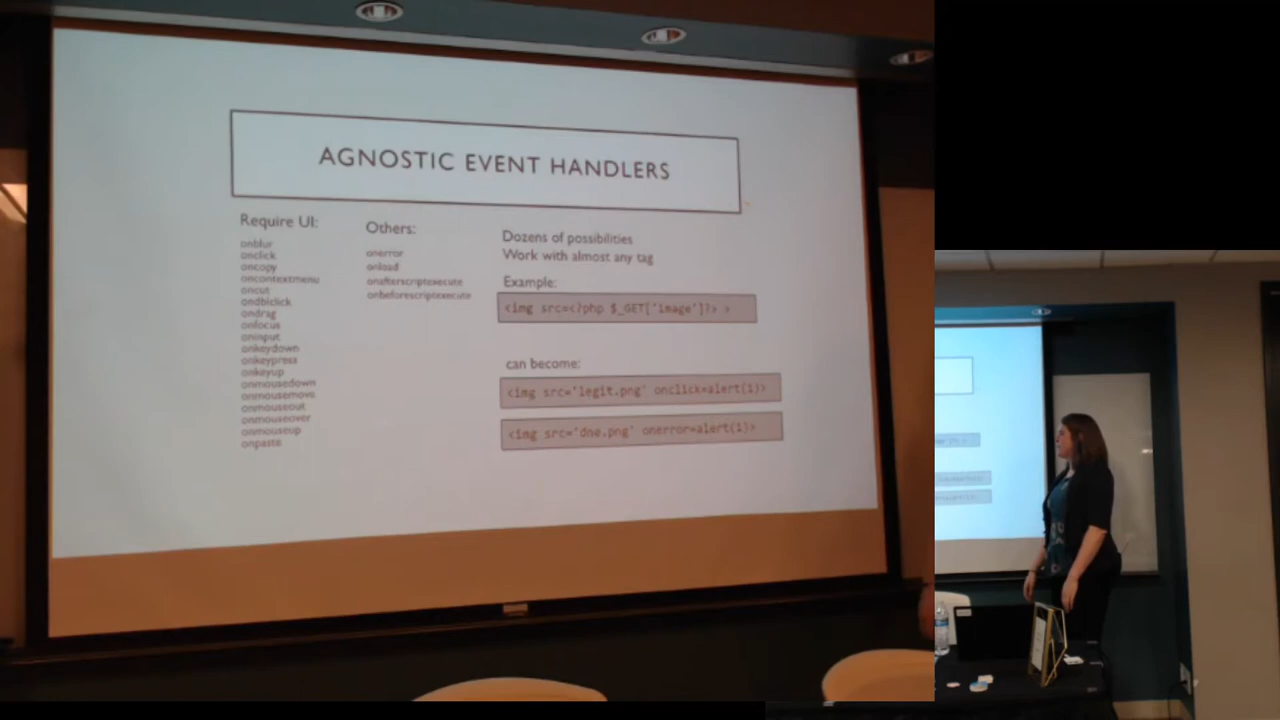 AGNOSTIC EVENT HANDLERS
Require UI:
onblur
onclick
oncopy
oncontextmenu
oncut
ondblclick
ondrag
onfocus
oninput
onkeydown
onkeypress
onkeyup
onmousedown
onmousemove
onmouseout
onmouseover
onmouseup
onpaste
Others:
onerror
onload
onafterscriptexecute
onbeforescriptexecute
Dozens of possibilities
Work with almost any tag
Example:
<img src=<?php $_GET['image']?> >
can become:
<img src='legit.png' onclick=alert(1)>
<img src='dne.png' onerror=alert(1)>